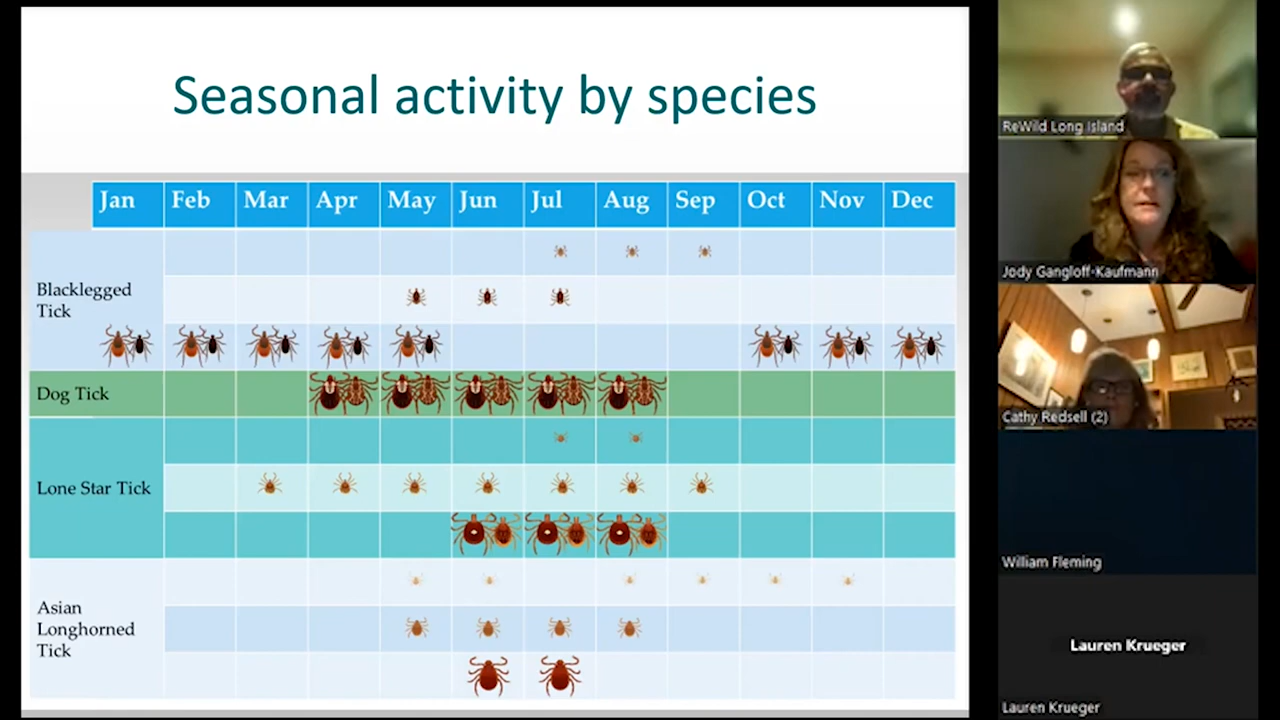 Seasonal activity by species
Jan Feb Mar Apr May Jun Jul Aug Sep Oct Nov Dec
Blacklegged
Tick
Dog Tick
Lone Star Tick
Asian
Longhorned
Tick
ReWild Long Island
Jody Gangloff-Kaufmann
Cathy Redsell (2)
William Fleming
Lauren Krueger
Lauren Krueger